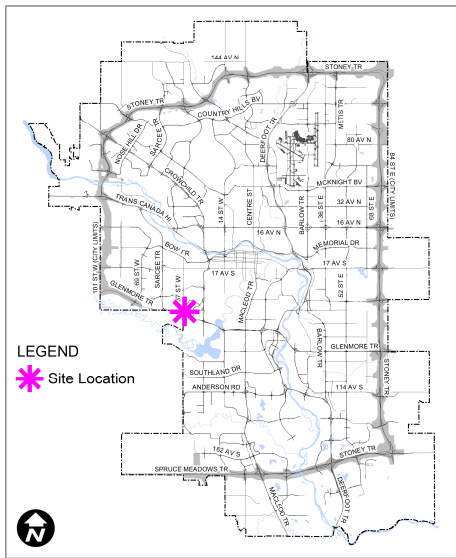 144 AV N
STONEY TR
STONEY TR
COUNTRY HILLS BV
NOSE HILL DR
SARCEE TR
DEERFOOT TR
METIS TR
80 AV N
84 ST E (CITY LIMITS)
CROWCHILD TR
MCKNIGHT BV
14 ST W
CENTRE ST
BARLOW TR
36 ST E
32 AV N
68 ST E
TRANS CANADA HI
16 AV N
16 AV N
101 ST W (CITY LIMITS)
BOW TR
MEMORIAL DR
69 ST W
SARCEE TR
37 ST W
17 AV S
17 AV S
GLENMORE TR
MACLEOD TR
52 ST E
BARLOW TR
GLENMORE TR
STONEY TR
LEGEND
Site Location
SOUTHLAND DR
ANDERSON RD
114 AV S
162 AV S
STONEY TR
SPRUCE MEADOWS TR
MACLEOD TR
DEERFOOT TR
N